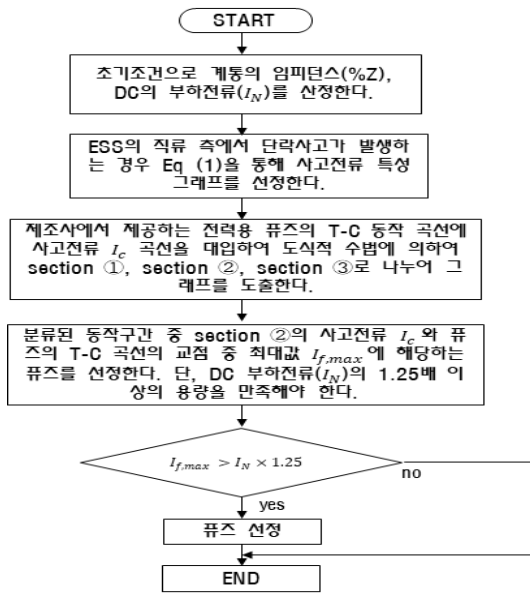 START
초기조건으로 계통의 임피던스(%Z),
DC의 부하전류(I_N)를 산정한다.
ESS의 직류 측에서 단락사고가 발생하
는 경우 Eq (1)을 통해 사고전류 특성
그래프를 선정한다.
제조사에서 제공하는 전력용 퓨즈의 T-C 동작 곡선에
사고전류 I_c 곡선을 대입하여 도식적 수법에 의하여
section ①, section ②, section ③로 나누어 그
래프를 도출한다.
분류된 동작구간 중 section ②의 사고전류 I_c 와 퓨
즈의 T-C 곡선의 교점 중 최대값 I_{f,max} 에 해당하는
퓨즈를 선정한다. 단, DC 부하전류(I_N)의 1.25배 이
상의 용량을 만족해야 한다.
I_{f,max} > I_N × 1.25
no
yes
퓨즈 선정
END